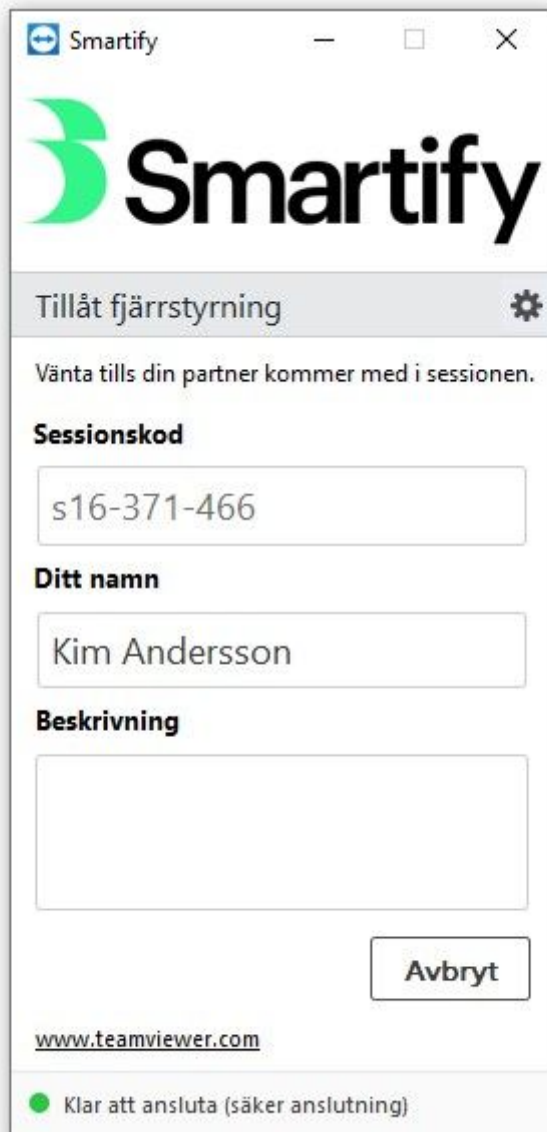 Smartify
Smartify
Tillåt fjärrstyrning
Vänta tills din partner kommer med i sessionen.
Sessionskod
s16-371-466
Ditt namn
Kim Andersson
Beskrivning
Avbryt
www.teamviewer.com
Klar att ansluta (säker anslutning)